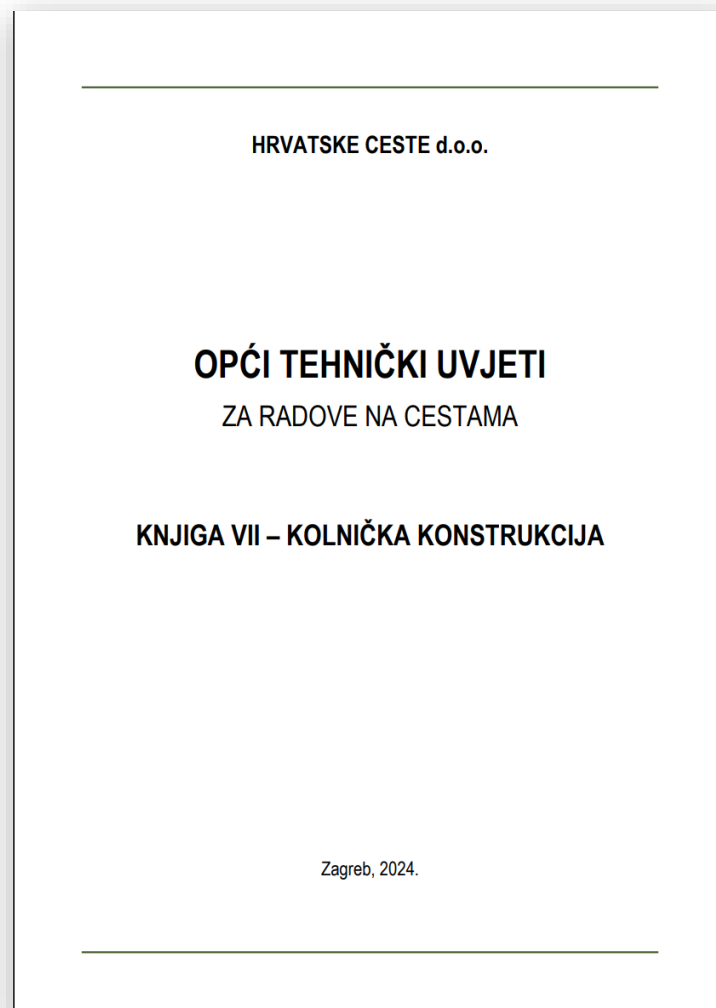 HRVATSKE CESTE d.o.o.
OPĆI TEHNIČKI UVJETI
ZA RADOVE NA CESTAMA
KNJIGA VII – KOLNIČKA KONSTRUKCIJA
Zagreb, 2024.